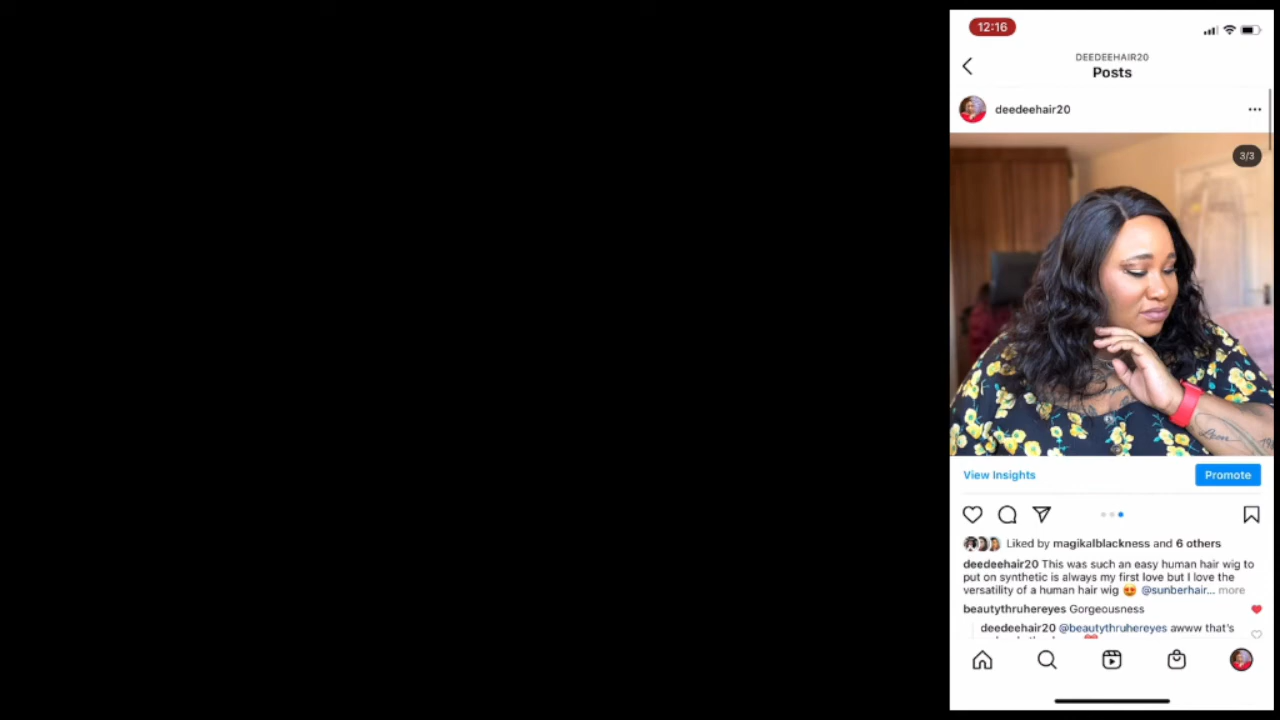 12:16
DEEDEEHAIR20
Posts
deedeehair20
3/3
View Insights
Promote
Liked by magikalblackness and 6 others
deedeehair20 This was such an easy human hair wig to
put on synthetic is always my first love but I love the
versatility of a human hair wig 😍 @sunberhair... more
beautythruhereyes Gorgeousness
deedeehair20 @beautythruhereyes awww that's